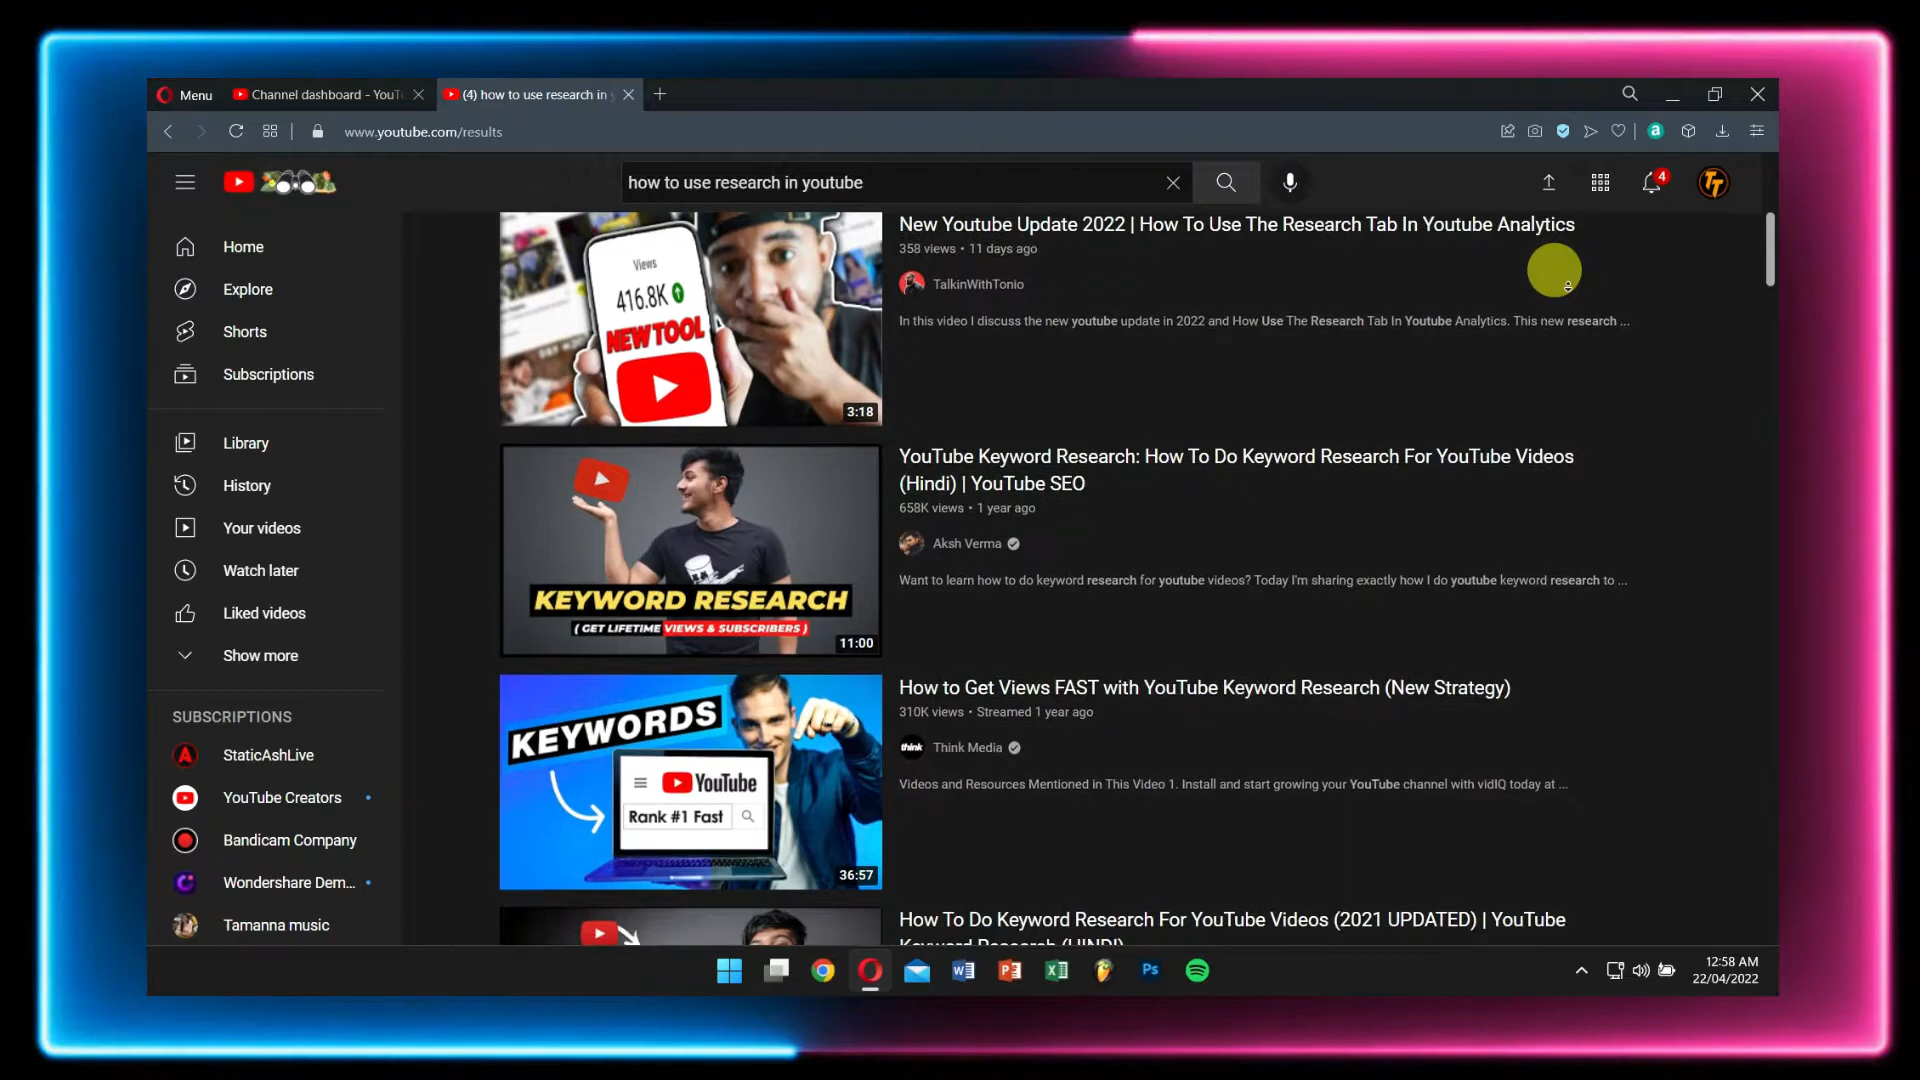 Menu
Channel dashboard - YouTu
(4) how to use research in y
www.youtube.com/results
how to use research in youtube
4
TT
Home
Explore
Shorts
Subscriptions
Library
History
Your videos
Watch later
Liked videos
Show more
SUBSCRIPTIONS
StaticAshLive
YouTube Creators
Bandicam Company
Wondershare Dem...
Tamanna music
Views
416.8K
NEW TOOL
3:18
New Youtube Update 2022 | How To Use The Research Tab In Youtube Analytics
358 views • 11 days ago
TalkinWithTonio
In this video I discuss the new youtube update in 2022 and How Use The Research Tab In Youtube Analytics. This new research ...
KEYWORD RESEARCH
( GET LIFETIME VIEWS & SUBSCRIBERS )
11:00
YouTube Keyword Research: How To Do Keyword Research For YouTube Videos
(Hindi) | YouTube SEO
658K views • 1 year ago
Aksh Verma
Want to learn how to do keyword research for youtube videos? Today I'm sharing exactly how I do youtube keyword research to ...
KEYWORDS
YouTube
Rank #1 Fast
36:57
How to Get Views FAST with YouTube Keyword Research (New Strategy)
310K views • Streamed 1 year ago
think
Think Media
Videos and Resources Mentioned in This Video 1. Install and start growing your YouTube channel with vidIQ today at ...
How To Do Keyword Research For YouTube Videos (2021 UPDATED) | YouTube
Keyword Research (HINDI)
Ps
12:58 AM
22/04/2022